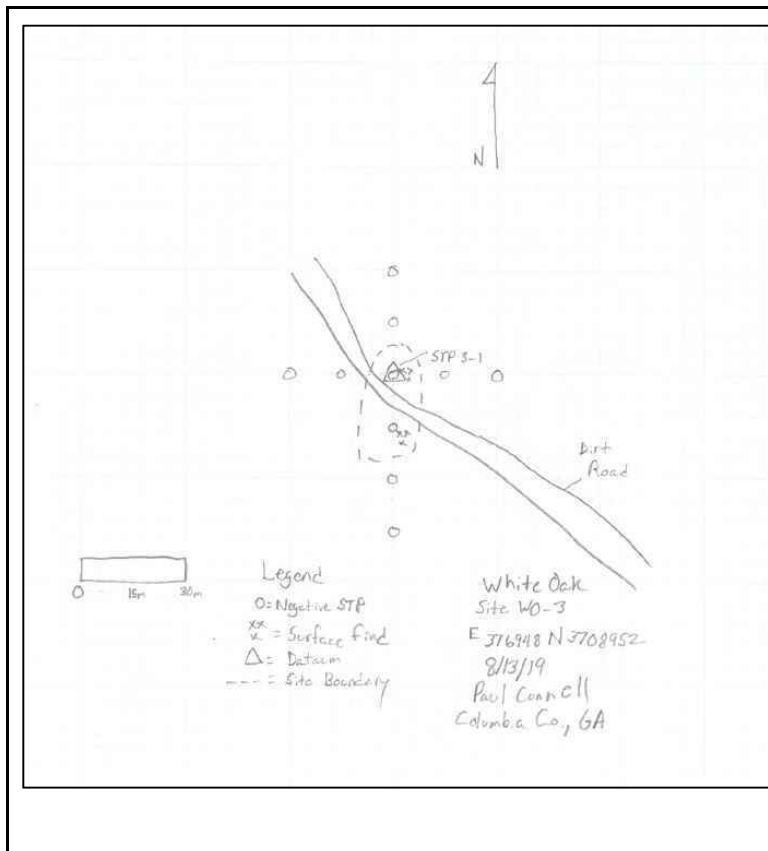 N
STP 3-1
Dirt
Road
0 15m 30m
Legend
O = Negative STP
xx
x = Surface find
△ = Datum
--- = Site Boundary
White Oak
Site WO-3
E 376948 N 3708952
8/13/19
Paul Connell
Columbia Co., GA